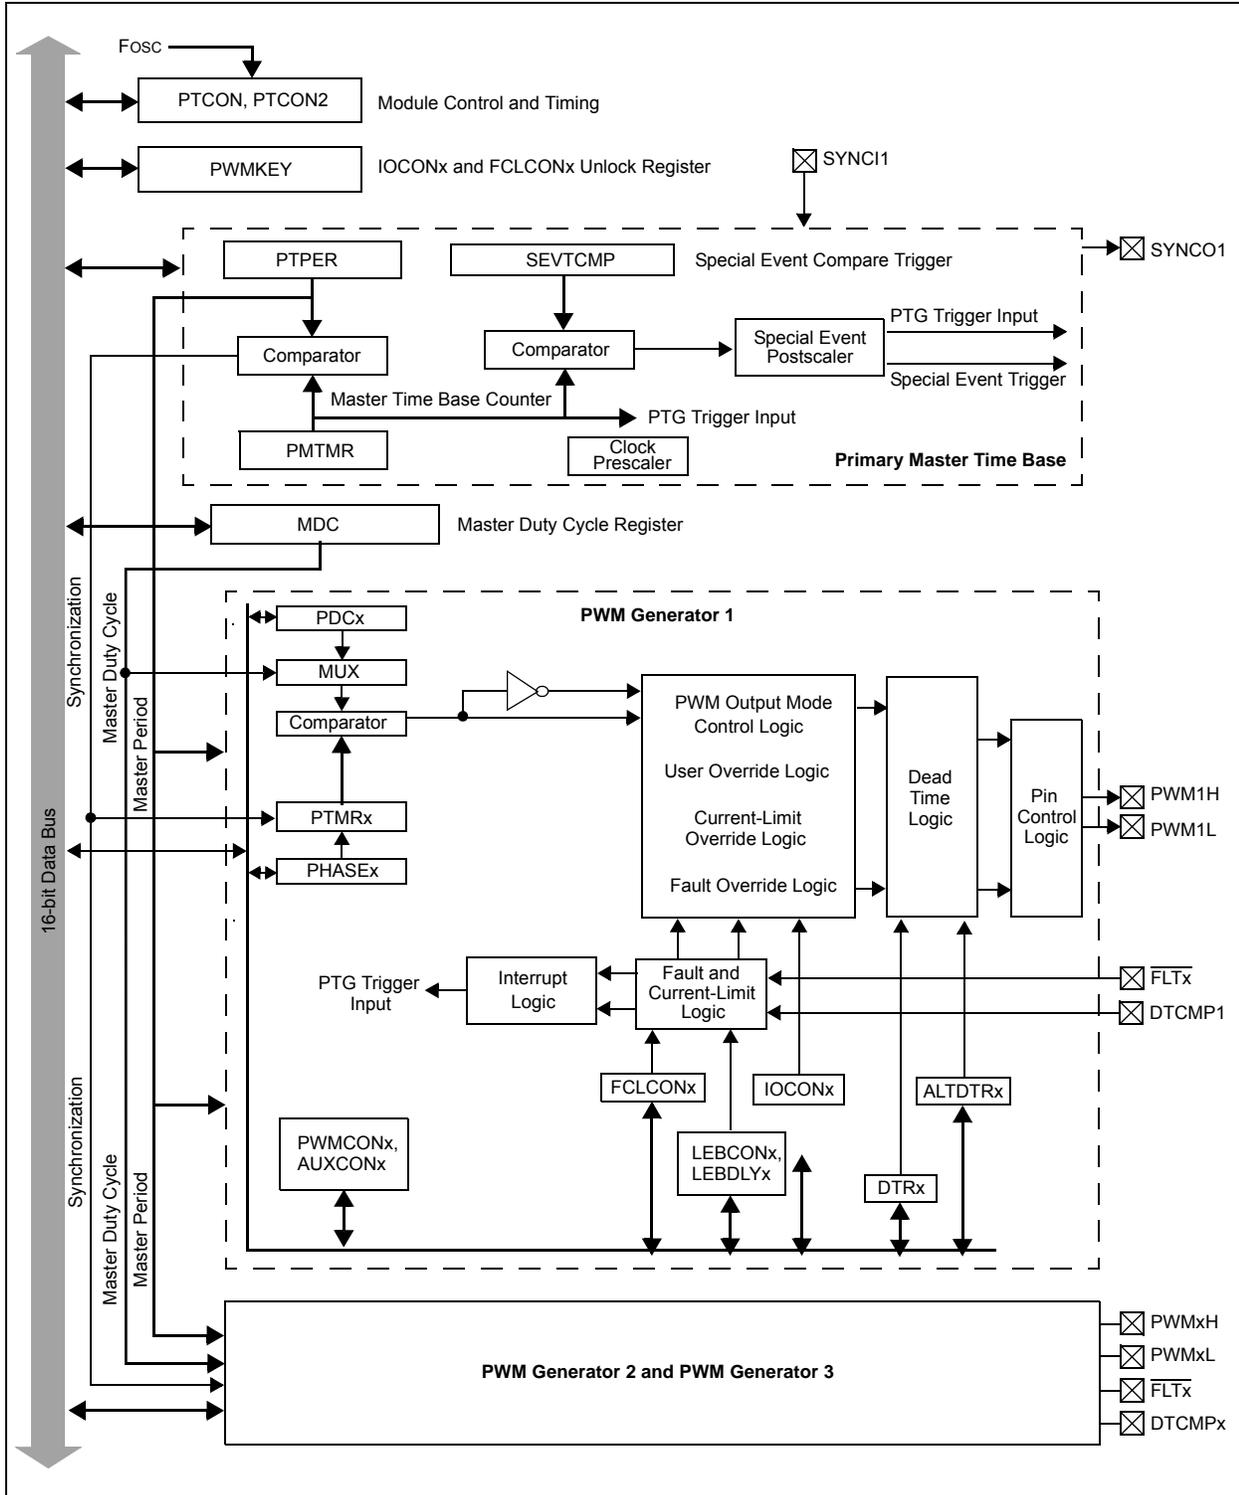 FOSC
PTCON, PTCON2
Module Control and Timing
PWMKEY
IOCONx and FCLCONx Unlock Register
SYNCI1
PTPER
SEVTCMP
Special Event Compare Trigger
SYNCO1
Comparator
Comparator
Special Event
Postscaler
PTG Trigger Input
Special Event Trigger
Master Time Base Counter
PTG Trigger Input
PMTMR
Clock
Prescaler
Primary Master Time Base
MDC
Master Duty Cycle Register
16-bit Data Bus
Synchronization
Master Duty Cycle
Master Period
PWM Generator 1
PDCx
MUX
Comparator
PTMRx
PHASEx
PWM Output Mode
Control Logic
User Override Logic
Current-Limit
Override Logic
Fault Override Logic
Dead
Time
Logic
Pin
Control
Logic
PWM1H
PWM1L
PTG Trigger
Input
Interrupt
Logic
Fault and
Current-Limit
Logic
FLTx
DTCMP1
FCLCONx
IOCONx
ALTDTRx
PWMCONx,
AUXCONx
LEBCONx,
LEBDLYx
DTRx
Synchronization
Master Duty Cycle
Master Period
PWM Generator 2 and PWM Generator 3
PWMxH
PWMxL
FLTx
DTCMPx